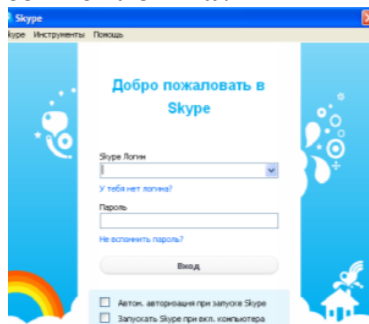 Skype
Skype Инструменты Помощь
Добро пожаловать в
Skype
Skype Логин
У тебя нет логина?
Пароль
Не вспомнить пароль?
Вход
Автом. авторизация при запуске Skype
Запускать Skype при вкл. компьютера